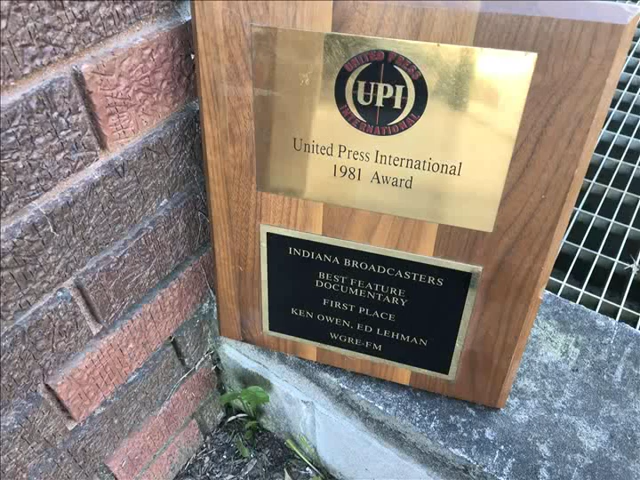 UNITED PRESS
UPI
INTERNATIONAL
United Press International
1981 Award
INDIANA BROADCASTERS
BEST FEATURE
DOCUMENTARY
FIRST PLACE
KEN OWEN, ED LEHMAN
WGRE-FM